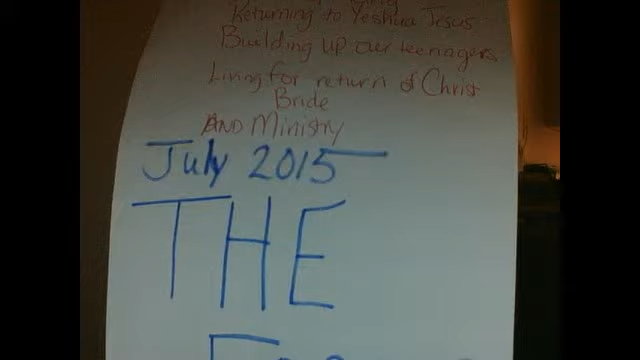 Returning to Yeshua Jesus
Building up our teenagers
Living for return of Christ
Bride
AND Ministry
July 2015
THE